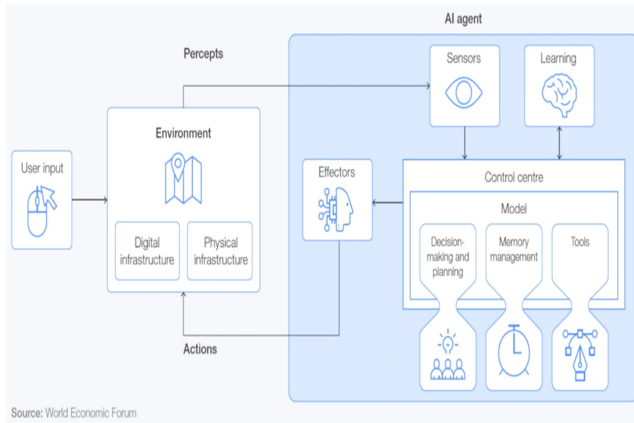 AI agent
Percepts
Sensors
Learning
Environment
User input
Effectors
Control centre
Model
Digital
infrastructure
Physical
infrastructure
Decision-
making and
planning
Memory
management
Tools
Actions
Source: World Economic Forum